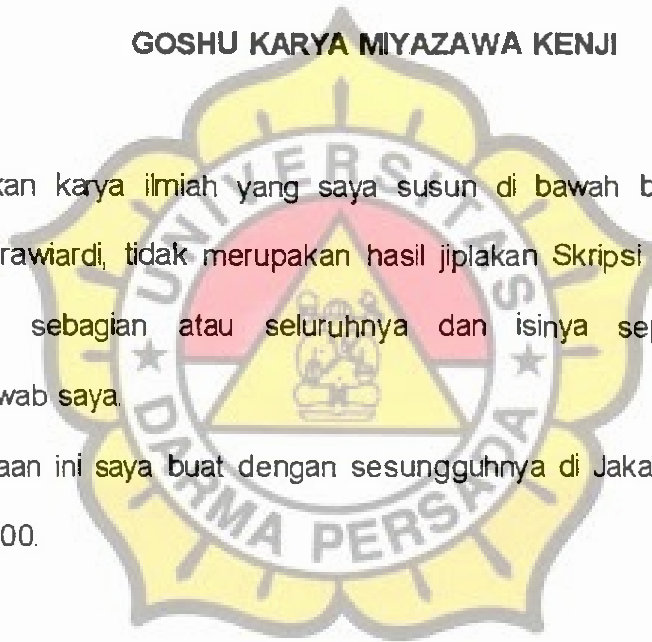 GOSHU KARYA MIYAZAWA KENJI
kan karya ilmiah yang saya susun di bawah b
rawiardi, tidak merupakan hasil jiplakan Skripsi
sebagian atau seluruhnya dan isinya sep
wab saya.
aan ini saya buat dengan sesungguhnya di Jaka
00.
UNIVERSITAS
DARMA PERSADA